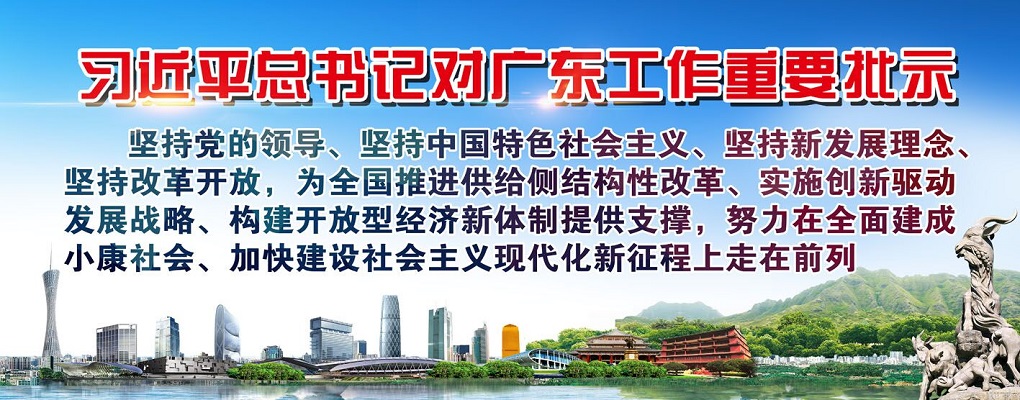 习近平总书记对广东工作重要批示
坚持党的领导、坚持中国特色社会主义、坚持新发展理念、
坚持改革开放，为全国推进供给侧结构性改革、实施创新驱动
发展战略、构建开放型经济新体制提供支撑，努力在全面建成
小康社会、加快建设社会主义现代化新征程上走在前列